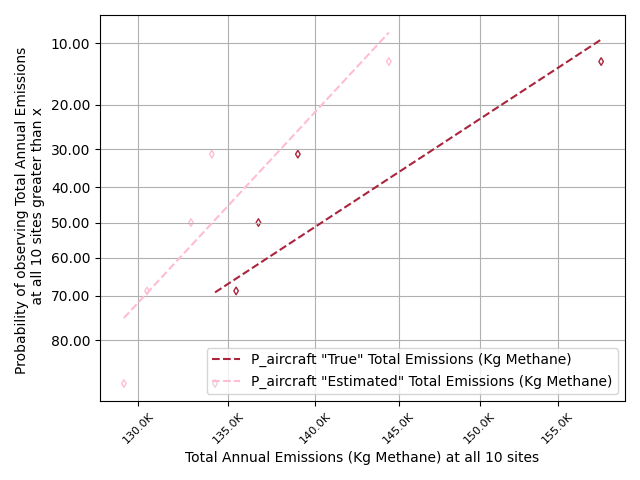 Probability of observing Total Annual Emissions
at all 10 sites greater than x
10.00
20.00
30.00
40.00
50.00
60.00
70.00
80.00
P_aircraft "True" Total Emissions (Kg Methane)
P_aircraft "Estimated" Total Emissions (Kg Methane)
130.0K
135.0K
140.0K
145.0K
150.0K
155.0K
Total Annual Emissions (Kg Methane) at all 10 sites